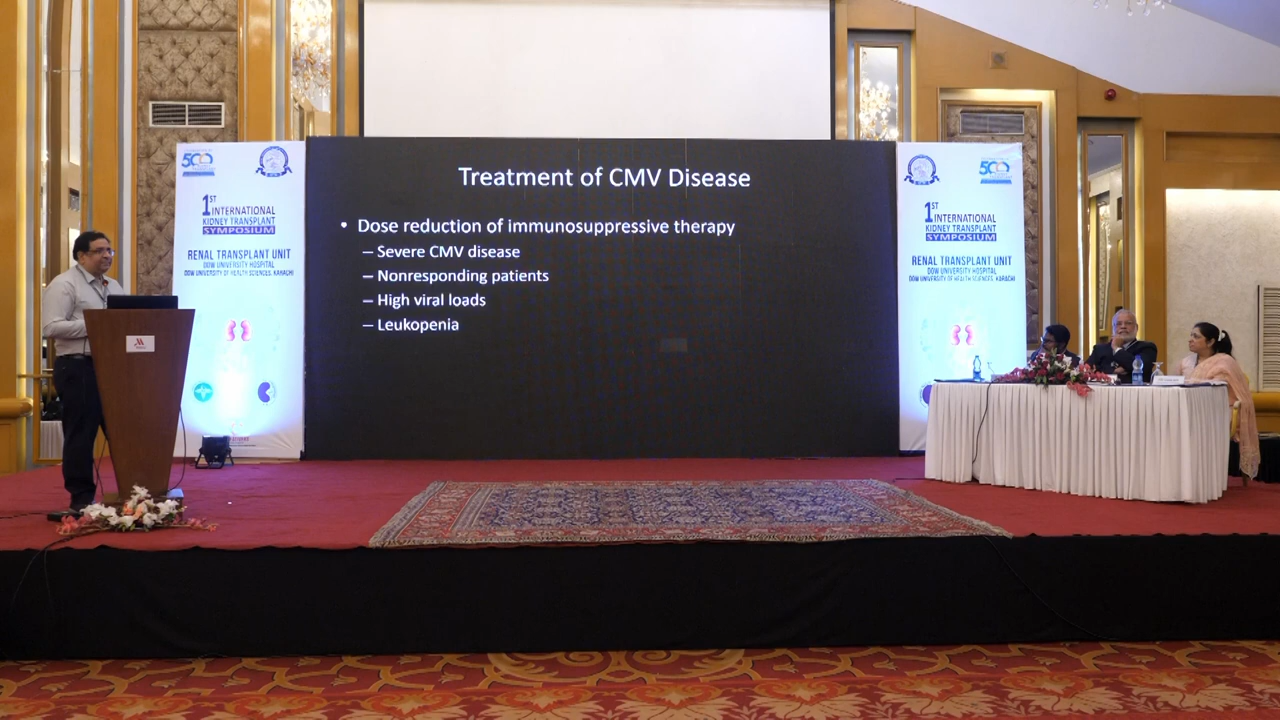 Treatment of CMV Disease
• Dose reduction of immunosuppressive therapy
– Severe CMV disease
– Nonresponding patients
– High viral loads
– Leukopenia
500
1ST
INTERNATIONAL
KIDNEY TRANSPLANT
SYMPOSIUM
RENAL TRANSPLANT UNIT
DOW UNIVERSITY HOSPITAL
DOW UNIVERSITY OF HEALTH SCIENCES, KARACHI
500
1ST
INTERNATIONAL
KIDNEY TRANSPLANT
SYMPOSIUM
RENAL TRANSPLANT UNIT
DOW UNIVERSITY HOSPITAL
DOW UNIVERSITY OF HEALTH SCIENCES, KARACHI